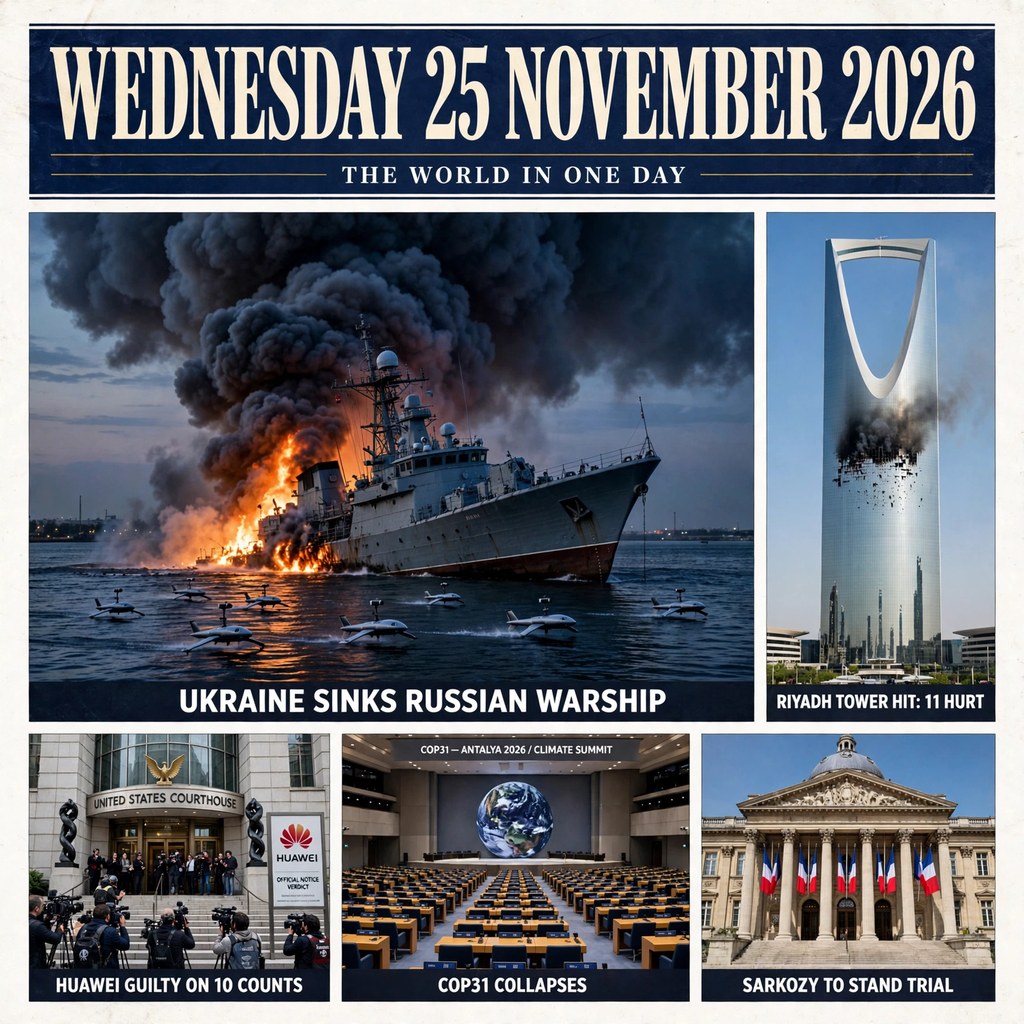 WEDNESDAY 25 NOVEMBER 2026
THE WORLD IN ONE DAY
UKRAINE SINKS RUSSIAN WARSHIP
RIYADH TOWER HIT: 11 HURT
UNITED STATES COURTHOUSE
HUAWEI
OFFICIAL NOTICE
VERDICT
HUAWEI GUILTY ON 10 COUNTS
COP31 — ANTALYA 2026 / CLIMATE SUMMIT
COP31 COLLAPSES
SARKOZY TO STAND TRIAL